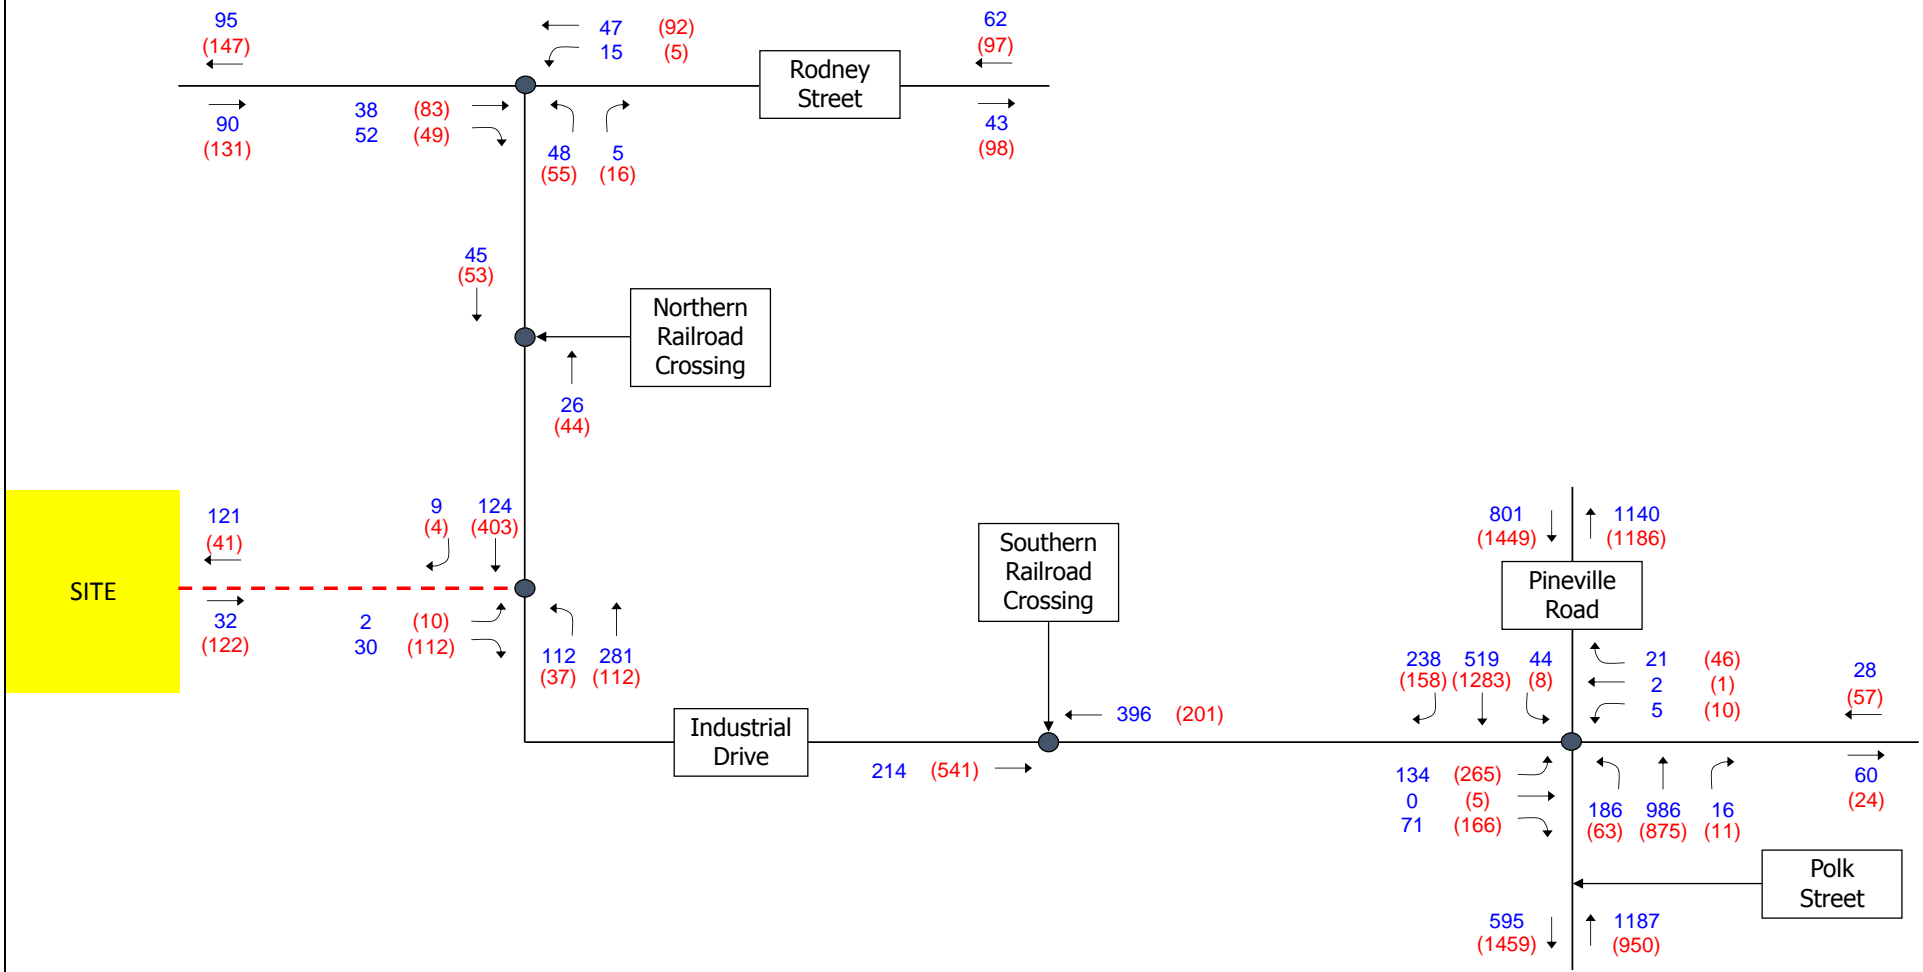 95
(147)
47 (92)
15 (5)
62
(97)
Rodney
Street
90
(131)
38 (83)
52 (49)
48 5
(55) (16)
43
(98)
45
(53)
Northern
Railroad
Crossing
26
(44)
SITE
121
(41)
9 124
(4) (403)
32
(122)
2 (10)
30 (112)
112 281
(37) (112)
Southern
Railroad
Crossing
801 1140
(1449) (1186)
Pineville
Road
238 519 44
(158) (1283) (8)
21 (46)
2 (1)
5 (10)
28
(57)
Industrial
Drive
396 (201)
214 (541)
134 (265)
0 (5)
71 (166)
186 986 16
(63) (875) (11)
60
(24)
Polk
Street
595 1187
(1459) (950)